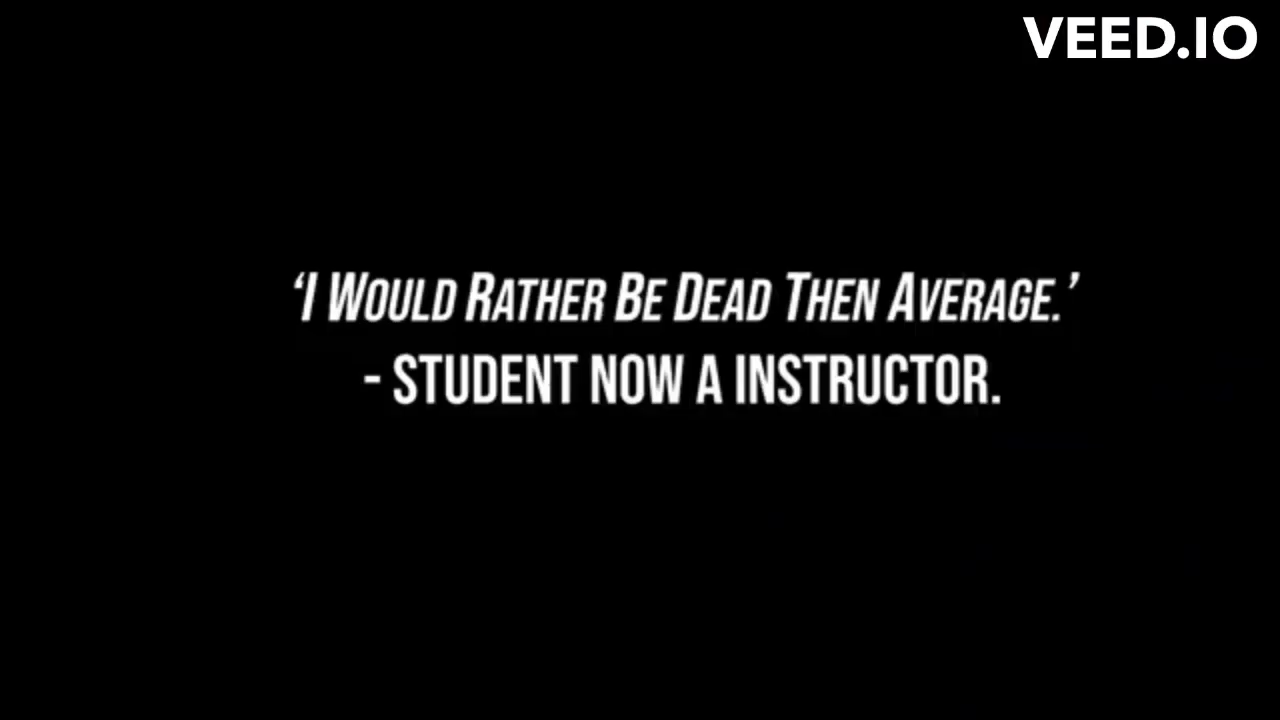 VEED.IO
‘I WOULD RATHER BE DEAD THEN AVERAGE.’
- STUDENT NOW A INSTRUCTOR.